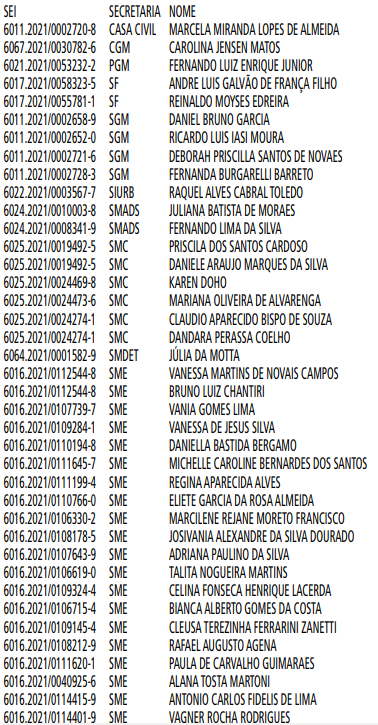 SEI SECRETARIA NOME
6011.2021/0002720-8 CASA CIVIL MARCELA MIRANDA LOPES DE ALMEIDA
6067.2021/0030782-6 CGM CAROLINA JENSEN MATOS
6021.2021/0053232-2 PGM FERNANDO LUIZ ENRIQUE JUNIOR
6017.2021/0058323-5 SF ANDRE LUIS GALVÃO DE FRANÇA FILHO
6017.2021/0055781-1 SF REINALDO MOYSES EDREIRA
6011.2021/0002658-9 SGM DANIEL BRUNO GARCIA
6011.2021/0002652-0 SGM RICARDO LUIS IASI MOURA
6011.2021/0002721-6 SGM DEBORAH PRISCILLA SANTOS DE NOVAES
6011.2021/0002728-3 SGM FERNANDA BURGARELLI BARRETO
6022.2021/0003567-7 SIURB RAQUEL ALVES CABRAL TOLEDO
6024.2021/0010003-8 SMADS JULIANA BATISTA DE MORAES
6024.2021/0008341-9 SMADS FERNANDO LIMA DA SILVA
6025.2021/0019492-5 SMC PRISCILA DOS SANTOS CARDOSO
6025.2021/0019492-5 SMC DANIELE ARAUJO MARQUES DA SILVA
6025.2021/0024469-8 SMC KAREN DOHO
6025.2021/0024473-6 SMC MARIANA OLIVEIRA DE ALVARENGA
6025.2021/0024274-1 SMC CLAUDIO APARECIDO BISPO DE SOUZA
6025.2021/0024274-1 SMC DANDARA PERASSA COELHO
6064.2021/0001582-9 SMDET JÚLIA DA MOTTA
6016.2021/0112544-8 SME VANESSA MARTINS DE NOVAIS CAMPOS
6016.2021/0112544-8 SME BRUNO LUIZ CHANTIRI
6016.2021/0107739-7 SME VANIA GOMES LIMA
6016.2021/0109284-1 SME VANESSA DE JESUS SILVA
6016.2021/0110194-8 SME DANIELLA BASTIDA BERGAMO
6016.2021/0111645-7 SME MICHELLE CAROLINE BERNARDES DOS SANTOS
6016.2021/0111199-4 SME REGINA APARECIDA ALVES
6016.2021/0110766-0 SME ELIETE GARCIA DA ROSA ALMEIDA
6016.2021/0106330-2 SME MARCILENE REJANE MORETO FRANCISCO
6016.2021/0108178-5 SME JOSIVANIA ALEXANDRE DA SILVA DOURADO
6016.2021/0107643-9 SME ADRIANA PAULINO DA SILVA
6016.2021/0106619-0 SME TALITA NOGUEIRA MARTINS
6016.2021/0109324-4 SME CELINA FONSECA HENRIQUE LACERDA
6016.2021/0106715-4 SME BIANCA ALBERTO GOMES DA COSTA
6016.2021/0109145-4 SME CLEUSA TEREZINHA FERRARINI ZANETTI
6016.2021/0108212-9 SME RAFAEL AUGUSTO AGENA
6016.2021/0111620-1 SME PAULA DE CARVALHO GUIMARAES
6016.2021/0040925-6 SME ALANA TOSTA MARTONI
6016.2021/0114415-9 SME ANTONIO CARLOS FIDELIS DE LIMA
6016.2021/0114401-9 SME VAGNER ROCHA RODRIGUES